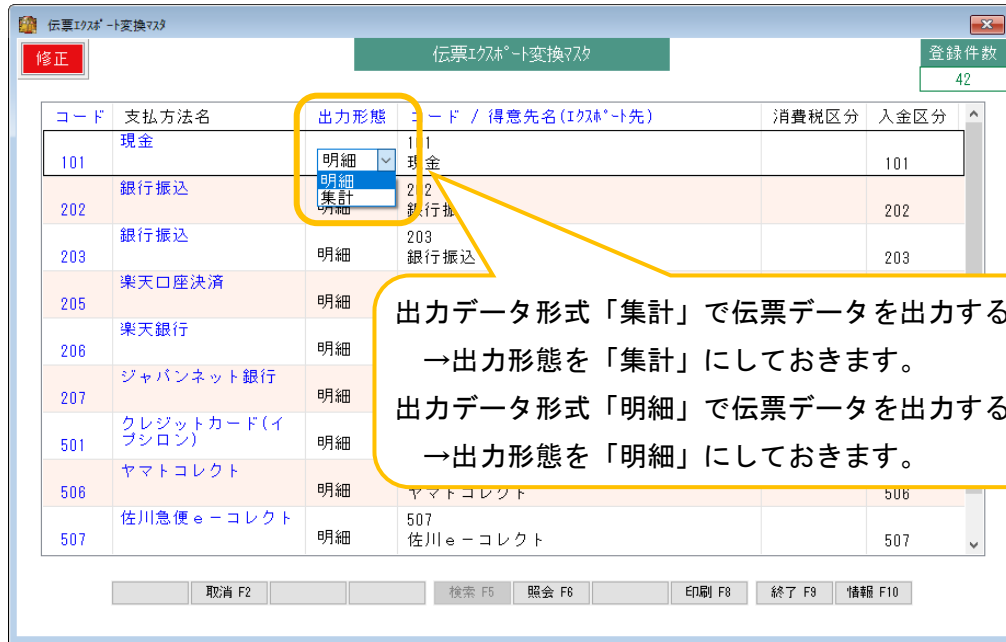 伝票ｴｸｽﾎﾟｰﾄ変換ﾏｽﾀ
修正
伝票ｴｸｽﾎﾟｰﾄ変換ﾏｽﾀ
登録件数
42
コード 支払方法名 出力形態 コード / 得意先名(ｴｸｽﾎﾟｰﾄ先) 消費税区分 入金区分
現金 101
101 明細 現金 101
明細
集計
銀行振込 202
202 明細 銀行振 202
銀行振込 203
203 明細 銀行振込 203
楽天口座決済
205 明細
楽天銀行
206 明細
ジャパンネット銀行
207 明細
クレジットカード(イ
プシロン)
501 明細
ヤマトコレクト
506 明細 ヤマトコレクト 506
佐川急便ｅ－コレクト 507
507 明細 佐川ｅ－コレクト 507
出力データ形式「集計」で伝票データを出力する
→出力形態を「集計」にしておきます。
出力データ形式「明細」で伝票データを出力する
→出力形態を「明細」にしておきます。
取消 F2 検索 F5 照会 F6 印刷 F8 終了 F9 情報 F10